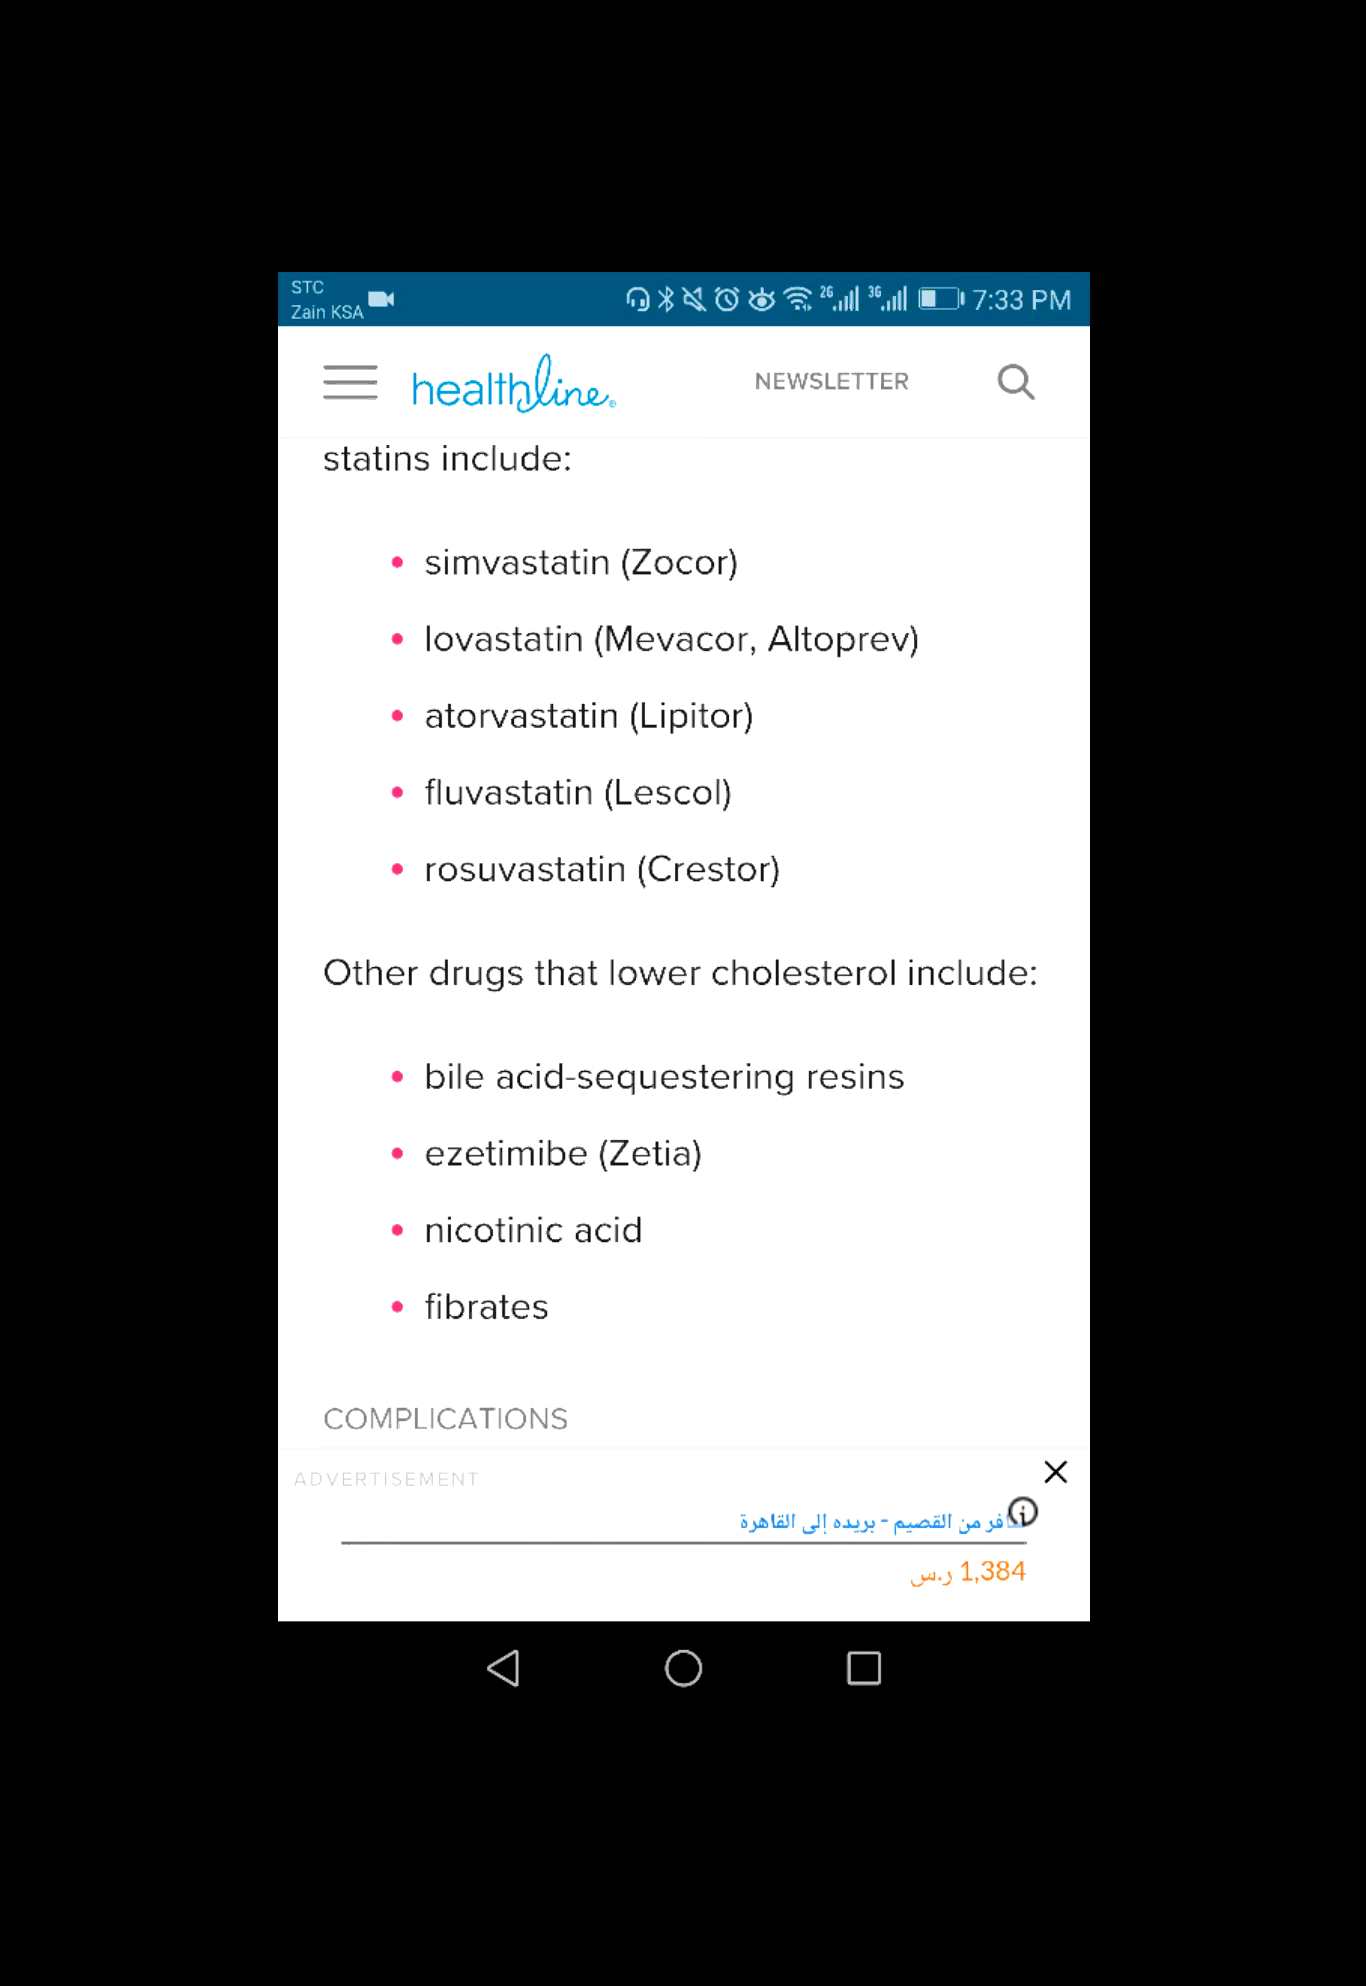 STC
Zain KSA
2G 3G 7:33 PM
healthline
NEWSLETTER
statins include:
simvastatin (Zocor)
lovastatin (Mevacor, Altoprev)
atorvastatin (Lipitor)
fluvastatin (Lescol)
rosuvastatin (Crestor)
Other drugs that lower cholesterol include:
bile acid-sequestering resins
ezetimibe (Zetia)
nicotinic acid
fibrates
COMPLICATIONS
ADVERTISEMENT
من القصيم - بريده إلى القاهرة
1,384 ر.س